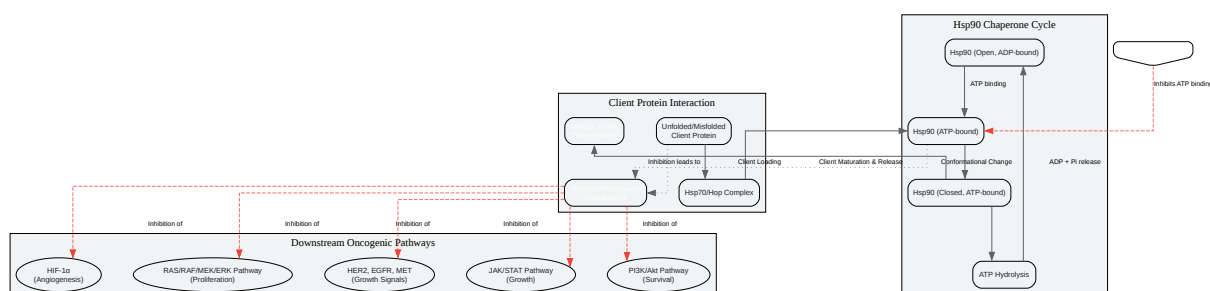 Hsp90 Chaperone Cycle
Hsp90 (Open, ADP-bound)
ATP binding
Inhibits ATP binding
Client Protein Interaction
Unfolded/Misfolded
Client Protein
Hsp90 (ATP-bound)
Inhibition leads to
Client Loading
Client Maturation & Release
Conformational Change
ADP + Pi release
Hsp70/Hop Complex
Hsp90 (Closed, ATP-bound)
Inhibition of
Inhibition of
Inhibition of
Inhibition of
Inhibition of
Downstream Oncogenic Pathways
HIF-1α
(Angiogenesis)
RAS/RAF/MEK/ERK Pathway
(Proliferation)
HER2, EGFR, MET
(Growth Signals)
JAK/STAT Pathway
(Growth)
PI3K/Akt Pathway
(Survival)
ATP Hydrolysis